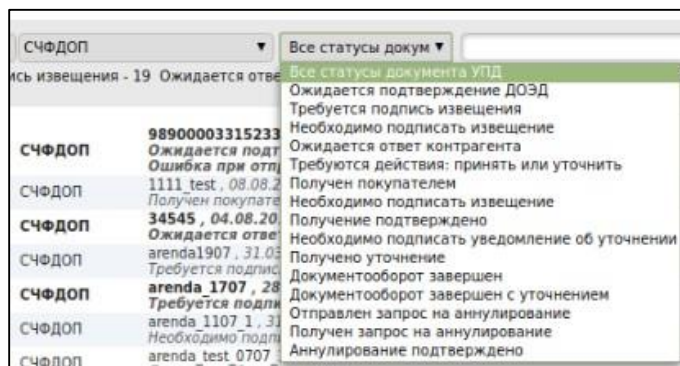 СЧФДОП ▼ Все статусы докум ▼
сь извещения - 19 Ожидается отве
Все статусы документа УПД
Ожидается подтверждение ДОЭД
Требуется подпись извещения
Необходимо подписать извещение
Ожидается ответ контрагента
Требуются действия: принять или уточнить
Получен покупателем
Необходимо подписать извещение
Получение подтверждено
Необходимо подписать уведомление об уточнении
Получено уточнение
Документооборот завершен
Документооборот завершен с уточнением
Отправлен запрос на аннулирование
Получен запрос на аннулирование
Аннулирование подтверждено
98900003315233
СЧФДОП Ожидается подт
Ошибка при отп
СЧФДОП 1111_test , 08.08.2
Получен покупате
СЧФДОП 34545 , 04.08.20
Ожидается отве
СЧФДОП arenda1907 , 31.03
Требуется подпис
СЧФДОП arenda_1707 , 28
Требуется подпи
СЧФДОП arenda_1107_1 , 31
Необходимо подп
СЧФДОП arenda_test_0707